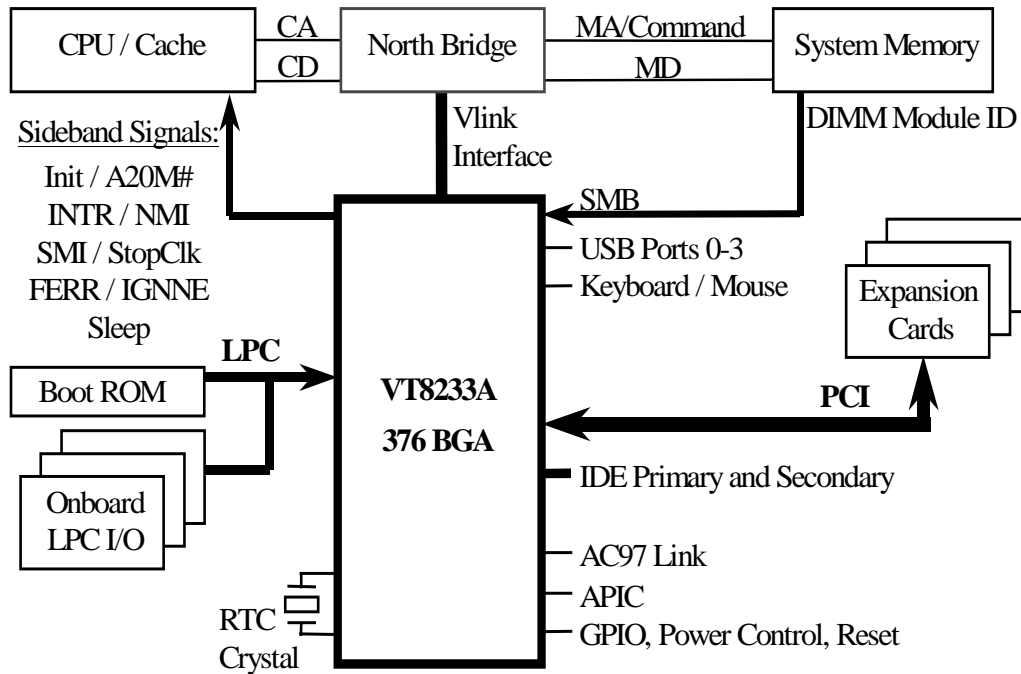 CPU / Cache
CA
CD
North Bridge
MA/Command
MD
System Memory
Sideband Signals:
Init / A20M#
INTR / NMI
SMI / StopClk
FERR / IGNNE
Sleep
Vlink
Interface
DIMM Module ID
SMB
USB Ports 0-3
Keyboard / Mouse
Expansion
Cards
LPC
Boot ROM
VT8233A
376 BGA
PCI
IDE Primary and Secondary
Onboard
LPC I/O
AC97 Link
APIC
GPIO, Power Control, Reset
RTC
Crystal